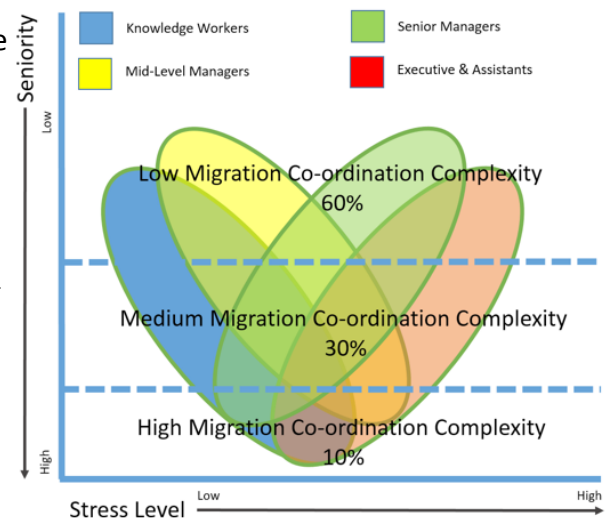 e
Seniority
Knowledge Workers
Senior Managers
Mid-Level Managers
Executive & Assistants
Low
Low Migration Co-ordination Complexity
60%
Medium Migration Co-ordination Complexity
30%
High Migration Co-ordination Complexity
10%
High
Stress Level
Low
High